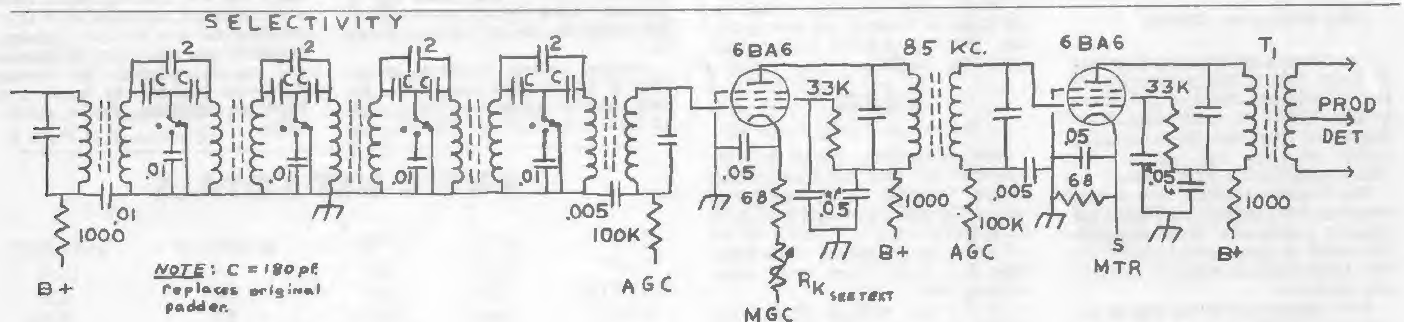 SELECTIVITY
2 2 2 2
C C C C C C C C
6BA6
85 KC.
6BA6
T1
33K
33K
PROD
DET
.01 .01 .01 .01
.05
.05
.05
.05
68
68
.01
.005
.005
1000
100K
1000
100K
1000
B+
AGC
B+
AGC
S
MTR
B+
NOTE: C = 180 pf.
replaces original
padder.
RK SEE TEXT
MGC